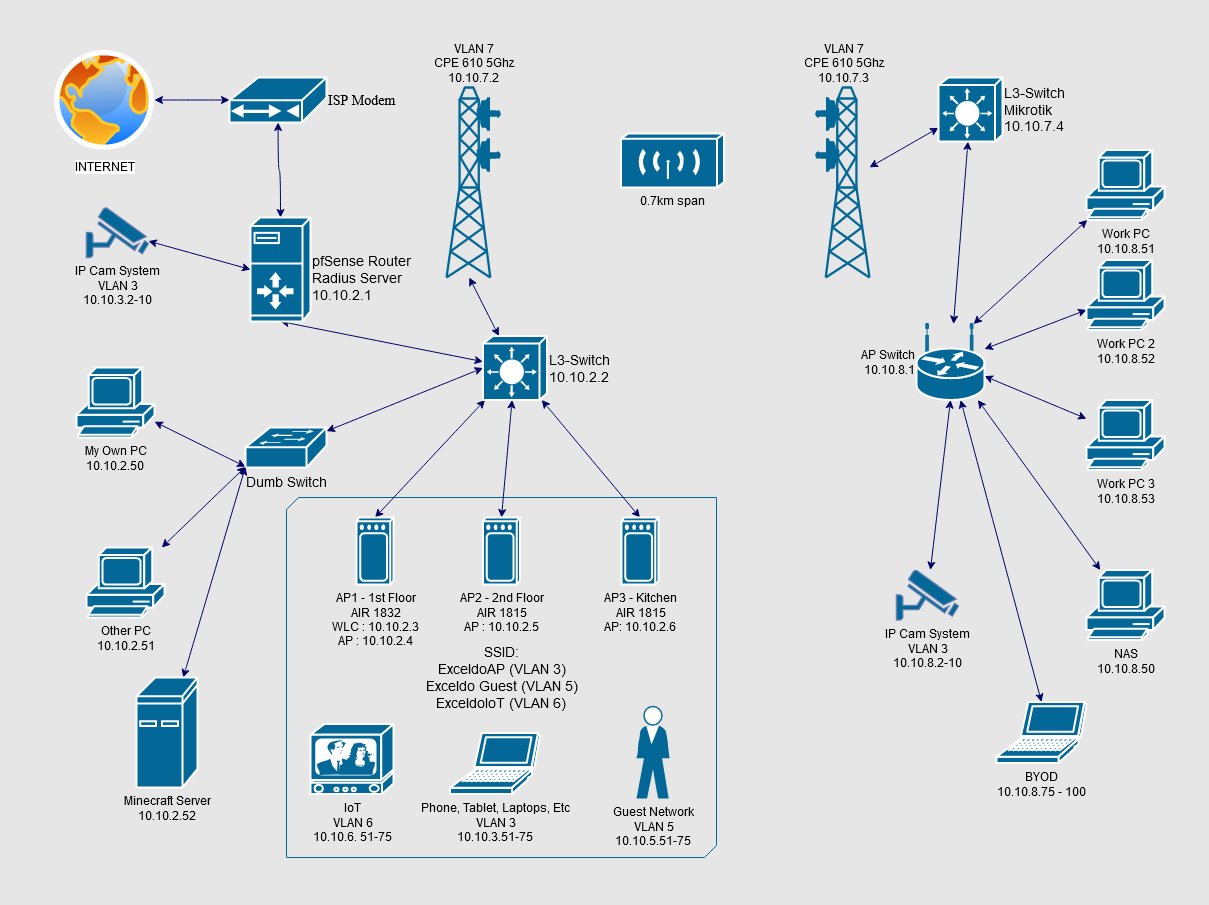 VLAN 7
CPE 610 5Ghz
10.10.7.2
VLAN 7
CPE 610 5Ghz
10.10.7.3
ISP Modem
L3-Switch
Mikrotik
10.10.7.4
INTERNET
0.7km span
Work PC
10.10.8.51
IP Cam System
VLAN 3
10.10.3.2-10
pfSense Router
Radius Server
10.10.2.1
Work PC 2
10.10.8.52
L3-Switch
10.10.2.2
AP Switch
10.10.8.1
My Own PC
10.10.2.50
Dumb Switch
Work PC 3
10.10.8.53
AP1 - 1st Floor
AIR 1832
WLC : 10.10.2.3
AP : 10.10.2.4
AP2 - 2nd Floor
AIR 1815
AP : 10.10.2.5
AP3 - Kitchen
AIR 1815
AP: 10.10.2.6
Other PC
10.10.2.51
SSID:
ExceldoAP (VLAN 3)
Exceldo Guest (VLAN 5)
ExceldoIoT (VLAN 6)
IP Cam System
VLAN 3
10.10.8.2-10
NAS
10.10.8.50
Minecraft Server
10.10.2.52
IoT
VLAN 6
10.10.6. 51-75
Phone, Tablet, Laptops, Etc
VLAN 3
10.10.3.51-75
Guest Network
VLAN 5
10.10.5.51-75
BYOD
10.10.8.75 - 100